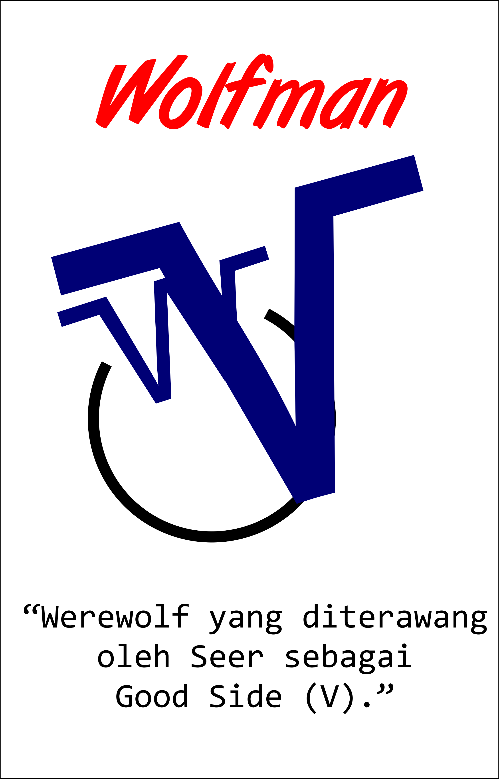 Wolfman
W V
“Werewolf yang diterawang
oleh Seer sebagai
Good Side (V).”